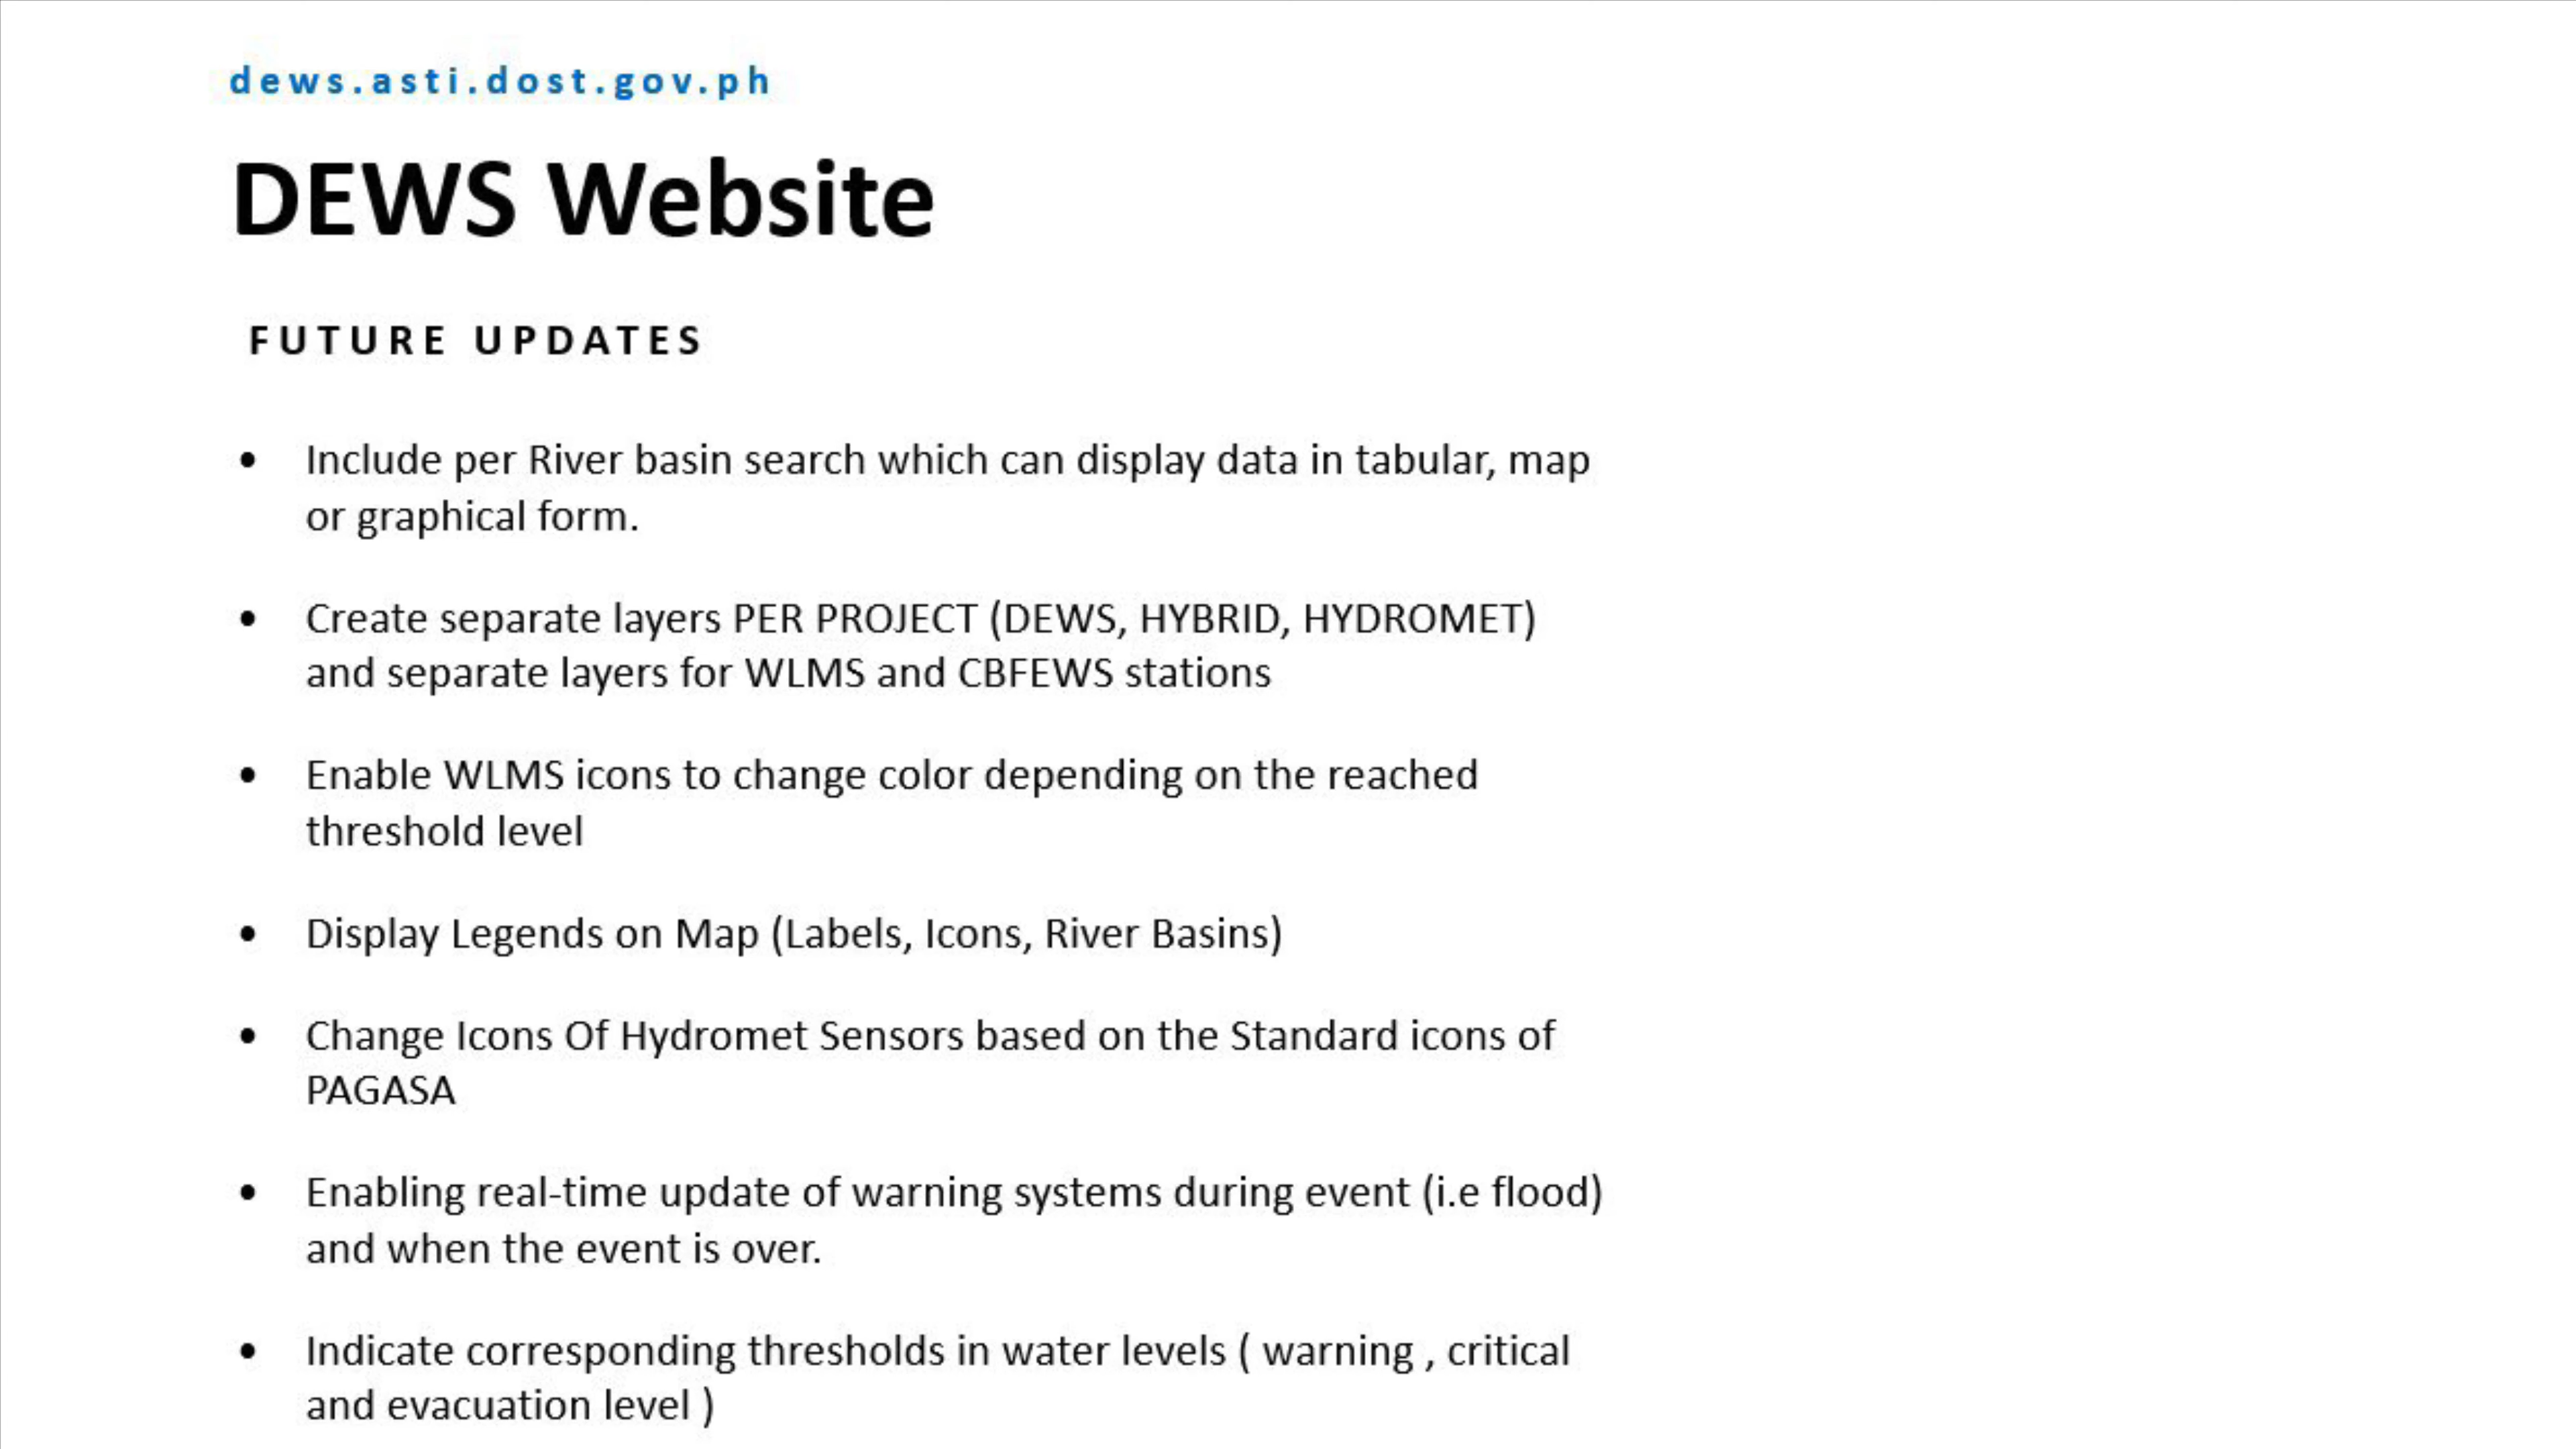 dews.asti.dost.gov.ph
DEWS Website
FUTURE UPDATES
• Include per River basin search which can display data in tabular, map
or graphical form.
• Create separate layers PER PROJECT (DEWS, HYBRID, HYDROMET)
and separate layers for WLMS and CBFEWS stations
• Enable WLMS icons to change color depending on the reached
threshold level
• Display Legends on Map (Labels, Icons, River Basins)
• Change Icons Of Hydromet Sensors based on the Standard icons of
PAGASA
• Enabling real-time update of warning systems during event (i.e flood)
and when the event is over.
• Indicate corresponding thresholds in water levels ( warning , critical
and evacuation level )